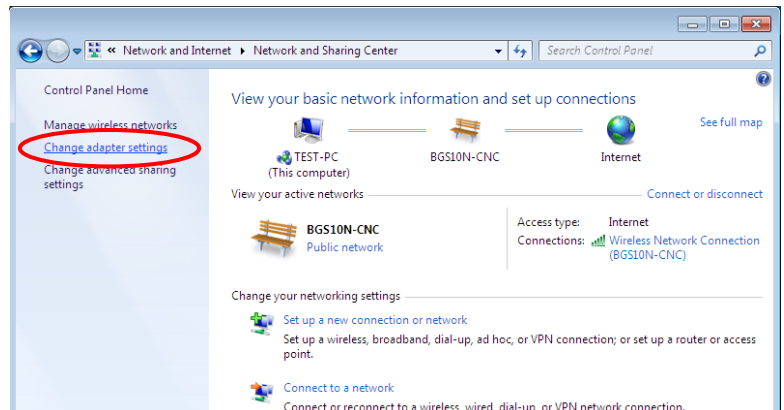 « Network and Internet ▸ Network and Sharing Center
Search Control Panel
Control Panel Home
Manage wireless networks
Change adapter settings
Change advanced sharing
settings
View your basic network information and set up connections
See full map
TEST-PC
(This computer)
BGS10N-CNC
Internet
View your active networks
Connect or disconnect
BGS10N-CNC
Public network
Access type: Internet
Connections: Wireless Network Connection
(BGS10N-CNC)
Change your networking settings
Set up a new connection or network
Set up a wireless, broadband, dial-up, ad hoc, or VPN connection; or set up a router or access
point.
Connect to a network
Connect or reconnect to a wireless, wired, dial-up, or VPN network connection.